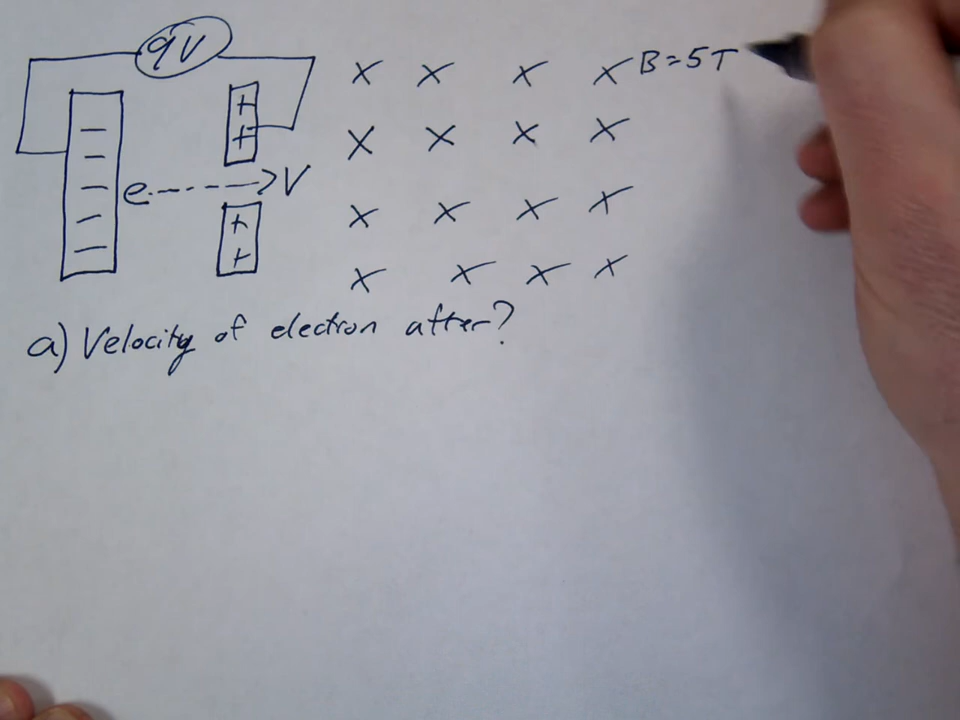 9V
X X X X B=5T
- + 
- + X X X X
- e V
- + X X X X
- + X X X X
a) Velocity of electron after?